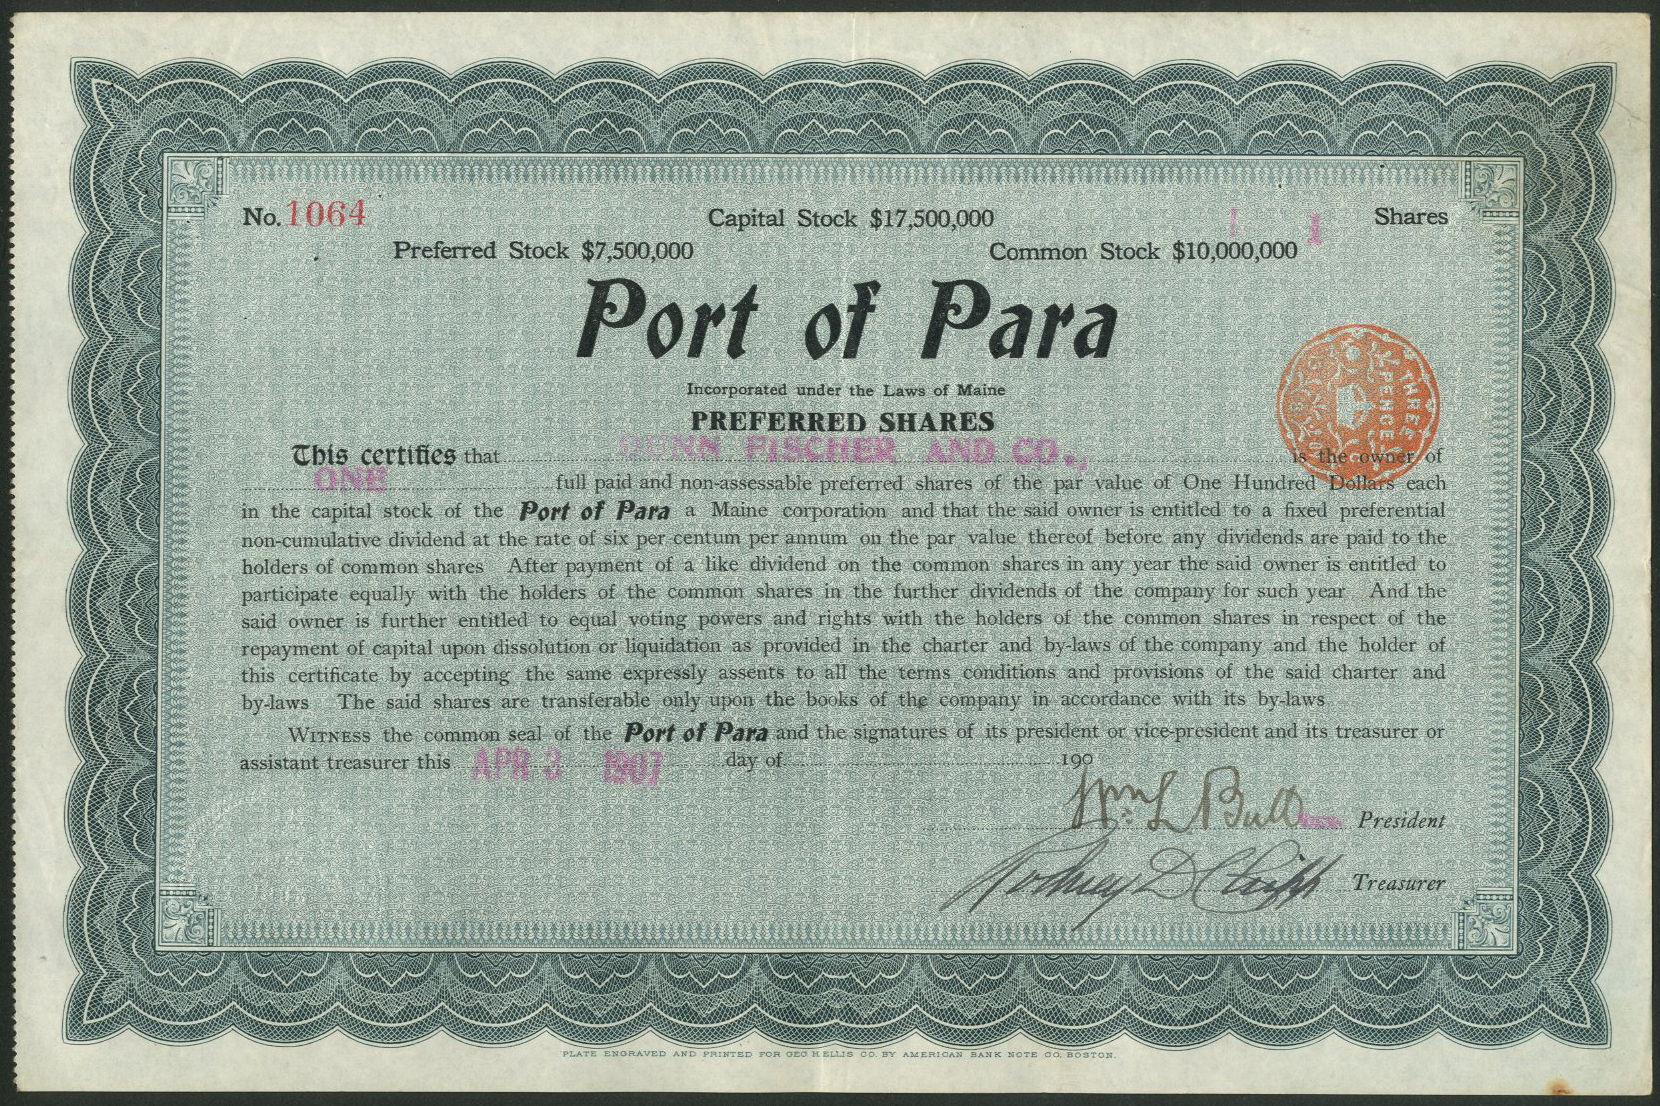 No. 1064 Capital Stock $17,500,000 1 Shares
Preferred Stock $7,500,000 Common Stock $10,000,000
Port of Para
Incorporated under the Laws of Maine
PREFERRED SHARES
THREE PENCE
This certifies that DUNN FISCHER AND CO., is the owner of
ONE full paid and non-assessable preferred shares of the par value of One Hundred Dollars each
in the capital stock of the Port of Para a Maine corporation and that the said owner is entitled to a fixed preferential
non-cumulative dividend at the rate of six per centum per annum on the par value thereof before any dividends are paid to the
holders of common shares After payment of a like dividend on the common shares in any year the said owner is entitled to
participate equally with the holders of the common shares in the further dividends of the company for such year And the
said owner is further entitled to equal voting powers and rights with the holders of the common shares in respect of the
repayment of capital upon dissolution or liquidation as provided in the charter and by-laws of the company and the holder of
this certificate by accepting the same expressly assents to all the terms conditions and provisions of the said charter and
by-laws The said shares are transferable only upon the books of the company in accordance with its by-laws
WITNESS the common seal of the Port of Para and the signatures of its president or vice-president and its treasurer or
assistant treasurer this APR 3 1907 day of 190
Wm. L Bull President
Rodney D Chipp Treasurer
PLATE ENGRAVED AND PRINTED FOR GEO. H. ELLIS CO. BY AMERICAN BANK NOTE CO. BOSTON.